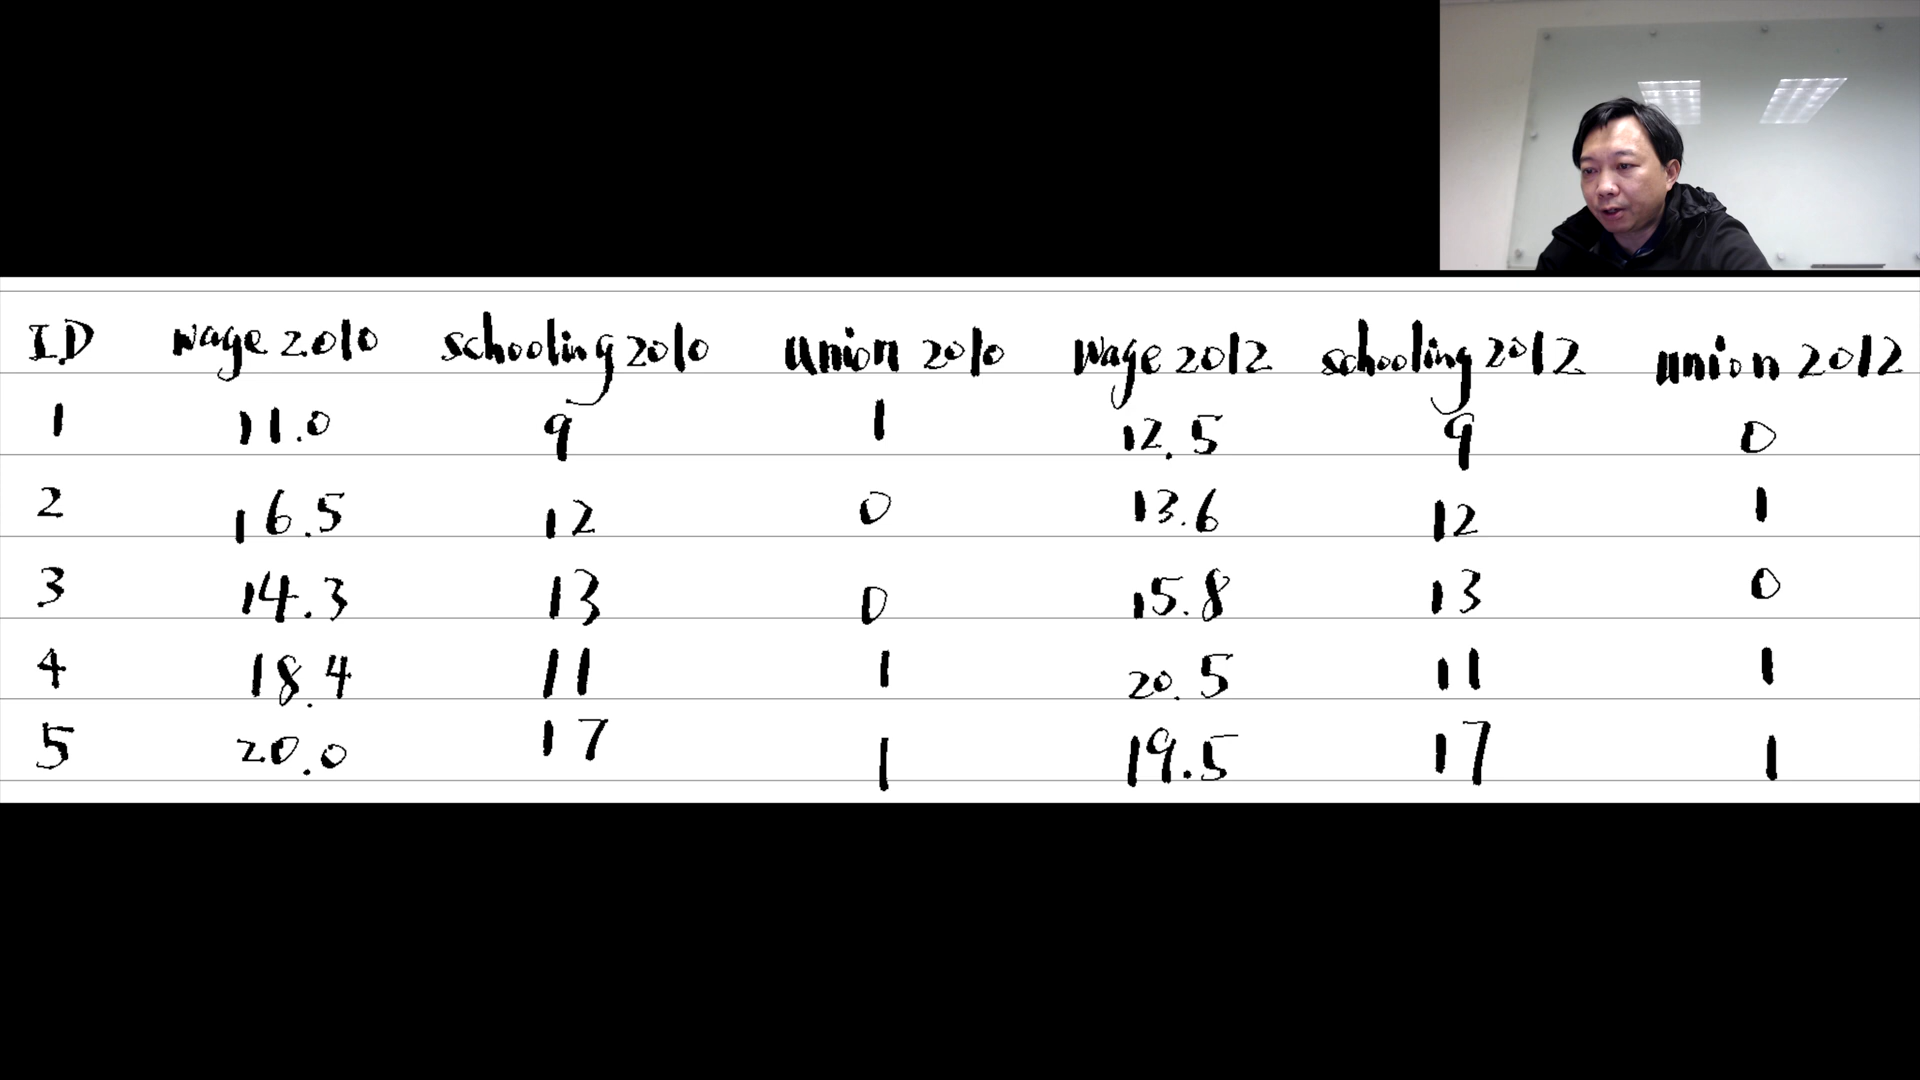 ID wage 2010 schooling 2010 union 2010 wage 2012 schooling 2012 union 2012
1 11.0 9 1 12.5 9 0
2 16.5 12 0 13.6 12 1
3 14.3 13 0 15.8 13 0
4 18.4 11 1 20.5 11 1
5 20.0 17 1 19.5 17 1